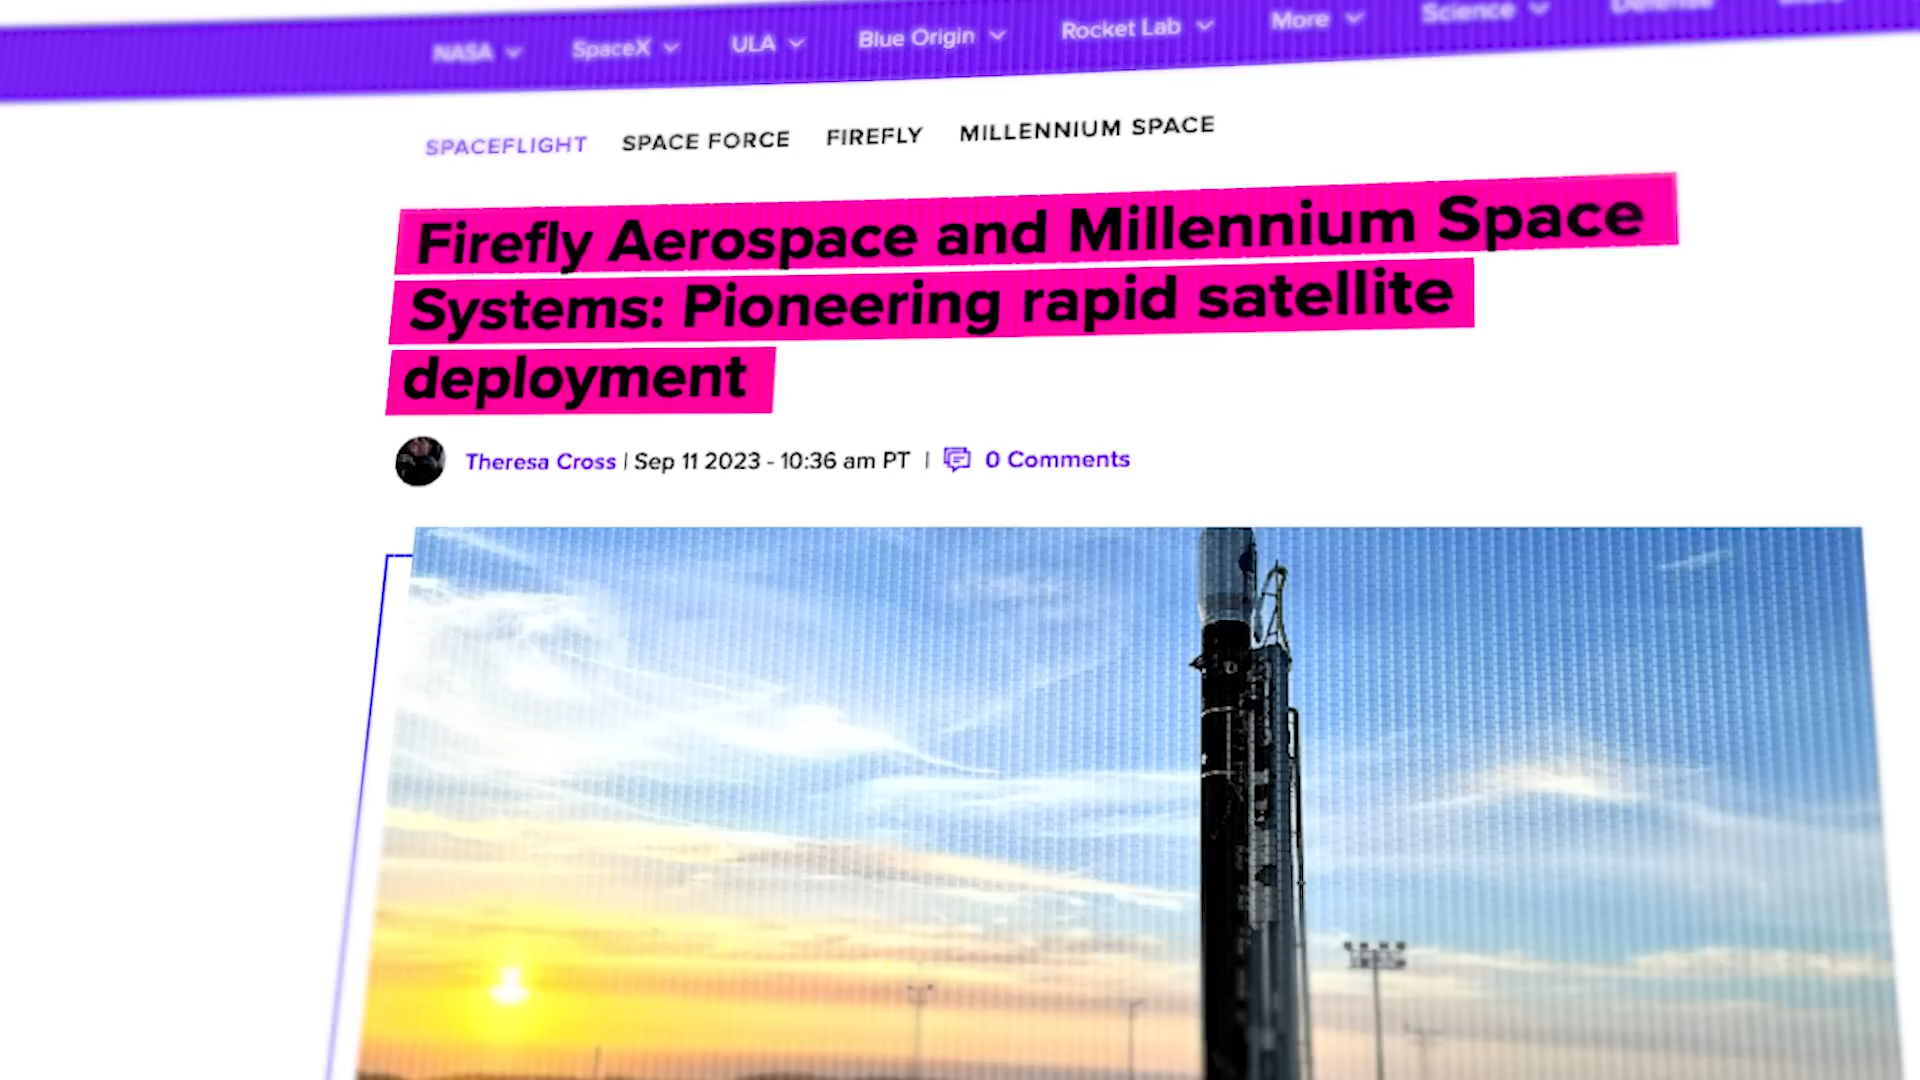 NASA SpaceX ULA Blue Origin Rocket Lab More Science Defense
SPACEFLIGHT SPACE FORCE FIREFLY MILLENNIUM SPACE
Firefly Aerospace and Millennium Space
Systems: Pioneering rapid satellite
deployment
Theresa Cross | Sep 11 2023 - 10:36 am PT | 0 Comments